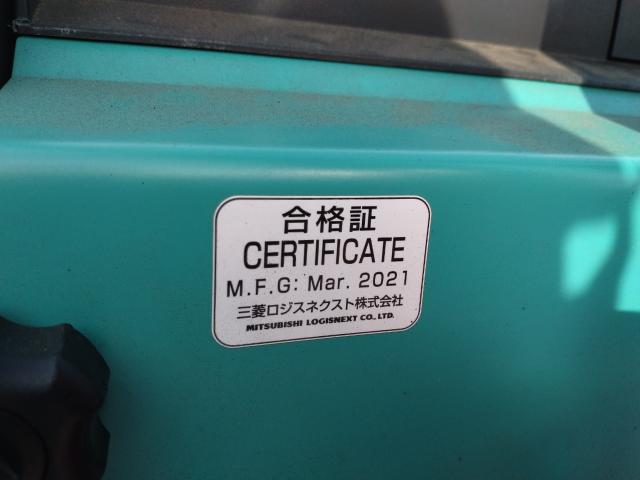 合格証
CERTIFICATE
M.F.G: Mar. 2021
三菱ロジスネクスト株式会社
MITSUBISHI LOGISNEXT CO., LTD.